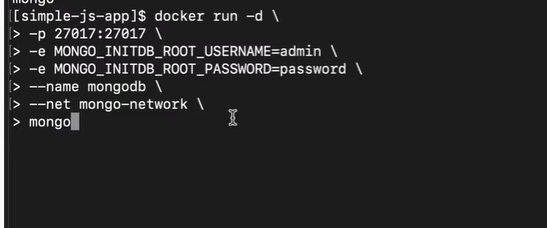 mongo
[simple-js-app]$ docker run -d \
> -p 27017:27017 \
> -e MONGO_INITDB_ROOT_USERNAME=admin \
> -e MONGO_INITDB_ROOT_PASSWORD=password \
> --name mongodb \
> --net mongo-network \
> mongo